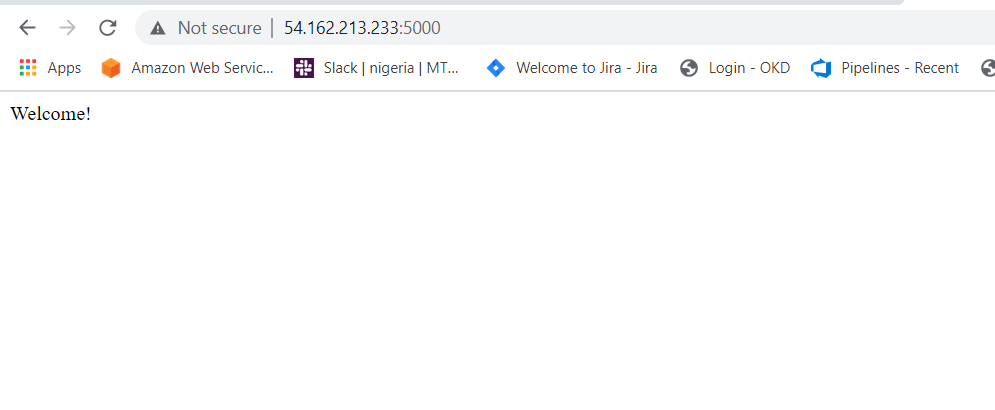 Not secure | 54.162.213.233:5000
Apps Amazon Web Servic... Slack | nigeria | MT... Welcome to Jira - Jira Login - OKD Pipelines - Recent
Welcome!